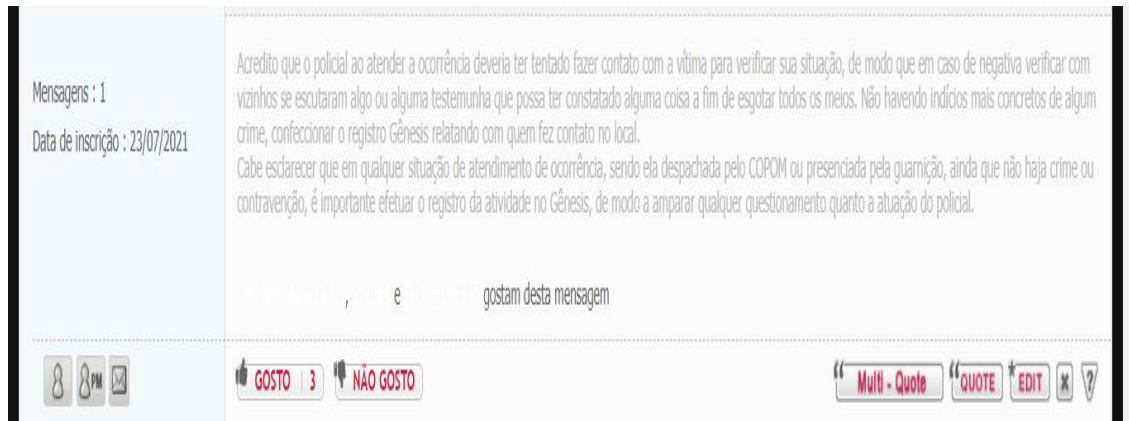 Mensagens : 1
Data de inscrição : 23/07/2021
Acredito que o policial ao atender a ocorrência deveria ter tentado fazer contato com a vítima para verificar sua situação, de modo que em caso de negativa verificar com
vizinhos se escutaram algo ou alguma testemunha que possa ter constatado alguma coisa a fim de esgotar todos os meios. Não havendo indícios mais concretos de algum
crime, confeccionar o registro Gênesis relatando com quem fez contato no local.
Cabe esclarecer que em qualquer situação de atendimento de ocorrência, sendo ela despachada pelo COPOM ou presenciada pela guarnição, ainda que não haja crime ou
contravenção, é importante efetuar o registro da atividade no Gênesis, de modo a amparar qualquer questionamento quanto a atuação do policial.
, e gostam desta mensagem
PM
GOSTO 3 NÃO GOSTO
Multi - Quote QUOTE EDIT X ?